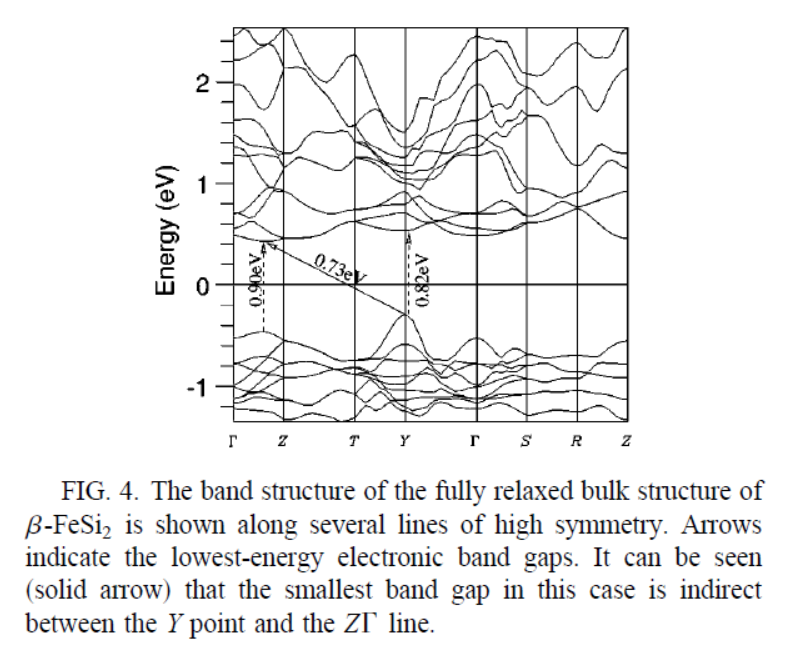 Energy (eV)
2
1
0
-1
0.90eV
0.73eV
0.82eV
Γ Z T Y Γ S R Z
FIG. 4. The band structure of the fully relaxed bulk structure of
β-FeSi₂ is shown along several lines of high symmetry. Arrows
indicate the lowest-energy electronic band gaps. It can be seen
(solid arrow) that the smallest band gap in this case is indirect
between the Y point and the ZΓ line.